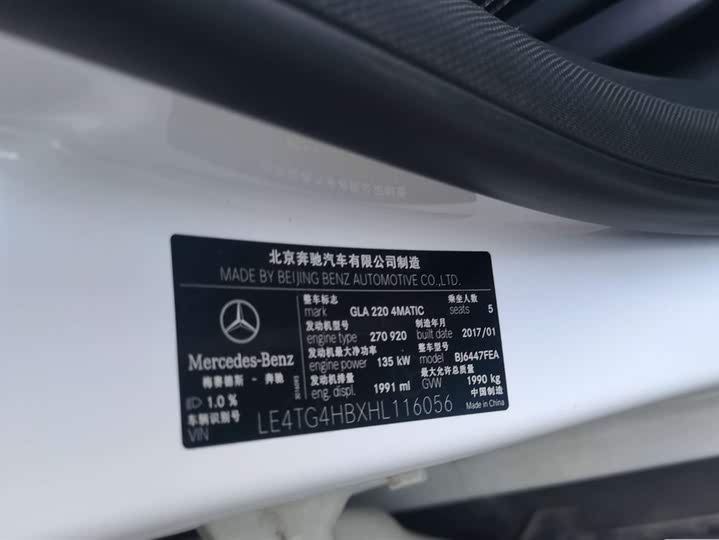 北京奔驰汽车有限公司制造
MADE BY BEIJING BENZ AUTOMOTIVE CO.,LTD.
整车标志 乘坐人数
mark GLA 220 4MATIC seats 5
发动机型号 制造年月
engine type 270 920 built date 2017/01
发动机最大净功率 整车型号
engine power 135 kW model BJ6447FEA
发动机排量 最大允许总质量
eng. displ. 1991 ml GVW 1990 kg
中国制造
Made in China
Mercedes-Benz
梅赛德斯 - 奔驰
1.0 %
车辆识别号
VIN LE4TG4HBXHL116056